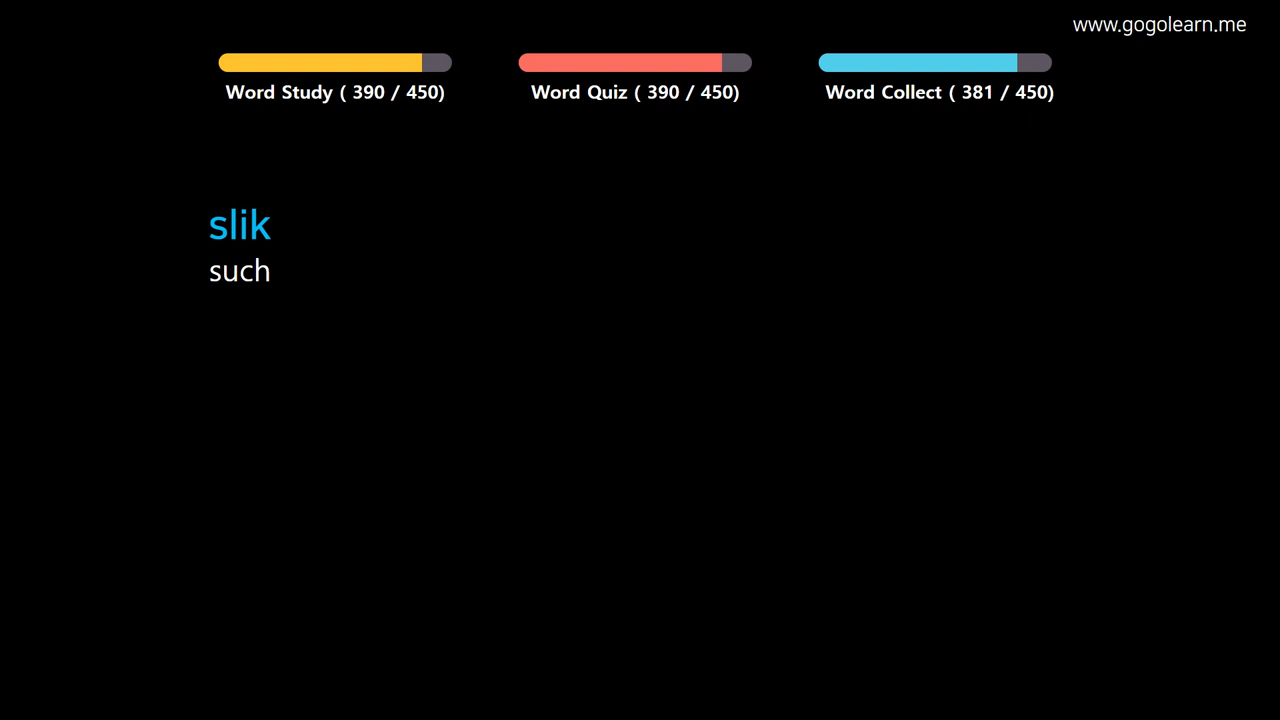 www.gogolearn.me
Word Study ( 390 / 450)
Word Quiz ( 390 / 450)
Word Collect ( 381 / 450)
slik
such